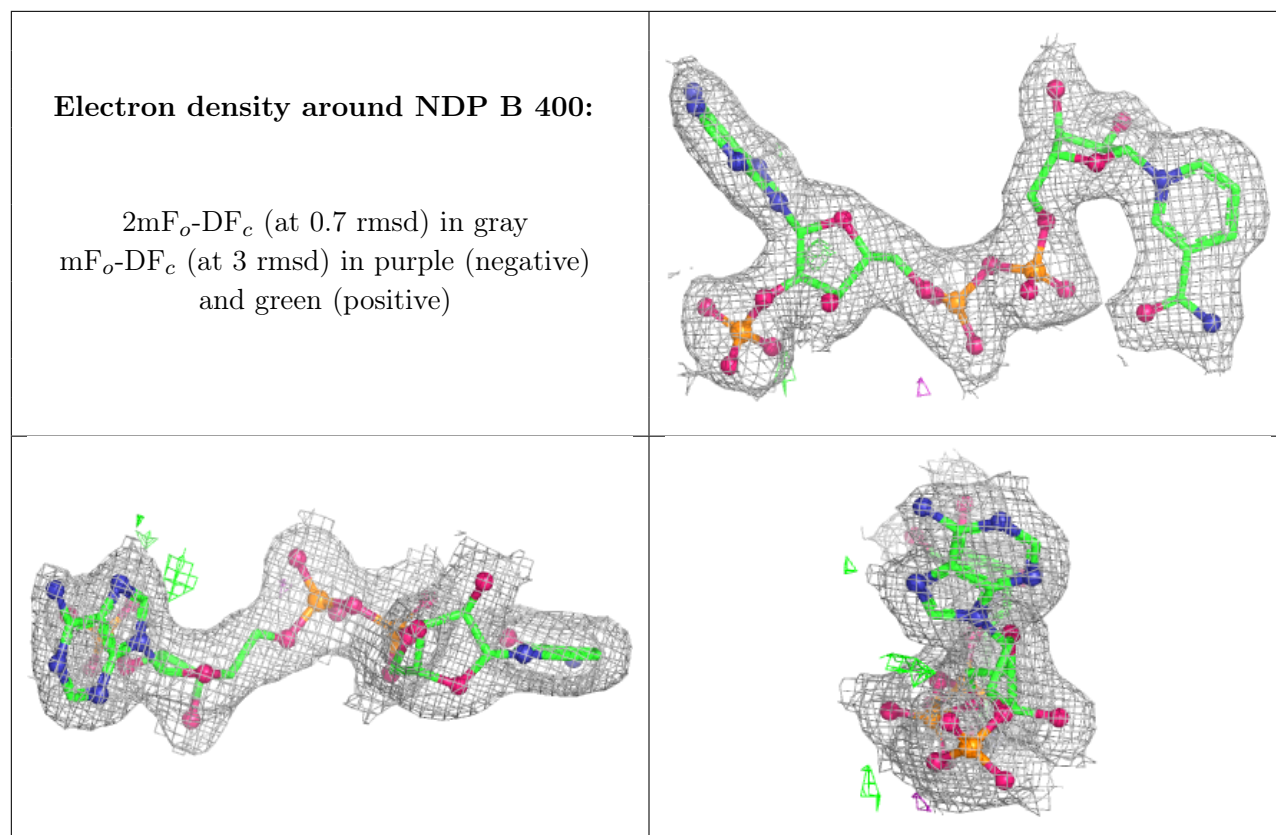 Electron density around NDP B 400:
2mFo-DFc (at 0.7 rmsd) in gray
mFo-DFc (at 3 rmsd) in purple (negative)
and green (positive)